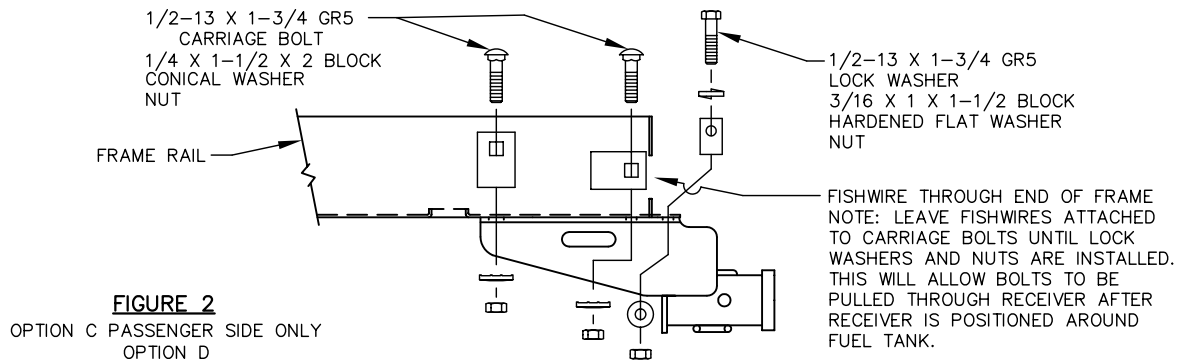 1/2-13 X 1-3/4 GR5
CARRIAGE BOLT
1/4 X 1-1/2 X 2 BLOCK
CONICAL WASHER
NUT
1/2-13 X 1-3/4 GR5
LOCK WASHER
3/16 X 1 X 1-1/2 BLOCK
HARDENED FLAT WASHER
NUT
FRAME RAIL
FISHWIRE THROUGH END OF FRAME
NOTE: LEAVE FISHWIRES ATTACHED
TO CARRIAGE BOLTS UNTIL LOCK
WASHERS AND NUTS ARE INSTALLED.
THIS WILL ALLOW BOLTS TO BE
PULLED THROUGH RECEIVER AFTER
RECEIVER IS POSITIONED AROUND
FUEL TANK.
FIGURE 2
OPTION C PASSENGER SIDE ONLY
OPTION D